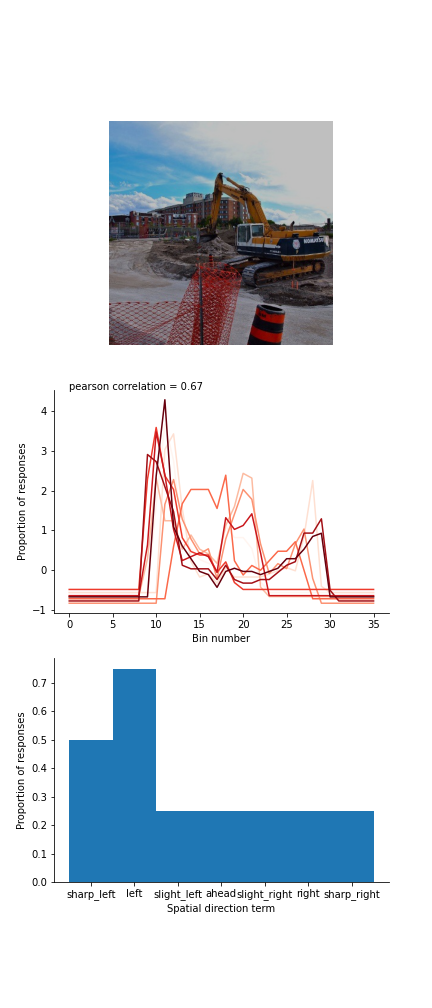 KOMATSU
pearson correlation = 0.67
4
3
2
1
0
−1
Proportion of responses
0 5 10 15 20 25 30 35
Bin number
0.7
0.6
0.5
0.4
0.3
0.2
0.1
0.0
Proportion of responses
sharp_left left slight_left ahead slight_right right sharp_right
Spatial direction term